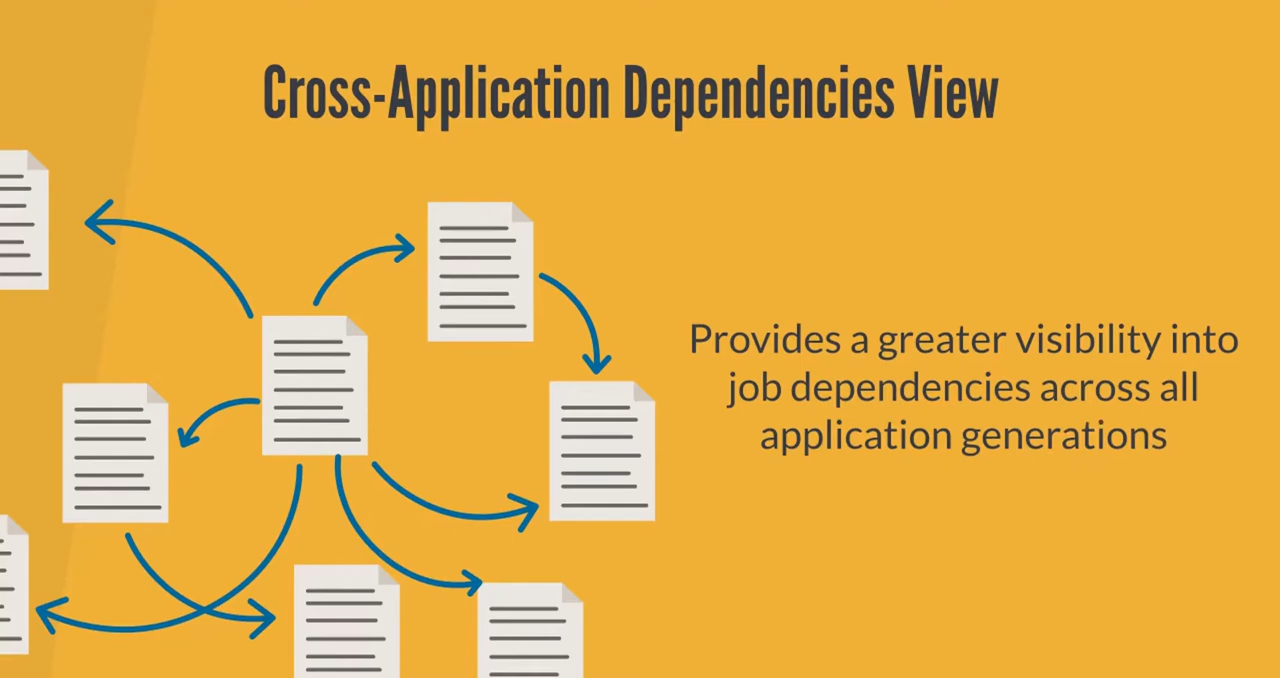 Cross-Application Dependencies View
Provides a greater visibility into
job dependencies across all
application generations